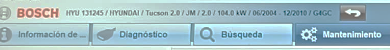 BOSCH HYU 131245 / HYUNDAI / Tucson 2.0 / JM / 2.0 / 104.0 kW / 06/2004 - 12/2010 / G4GC
Información de ... Diagnóstico Búsqueda Mantenimiento